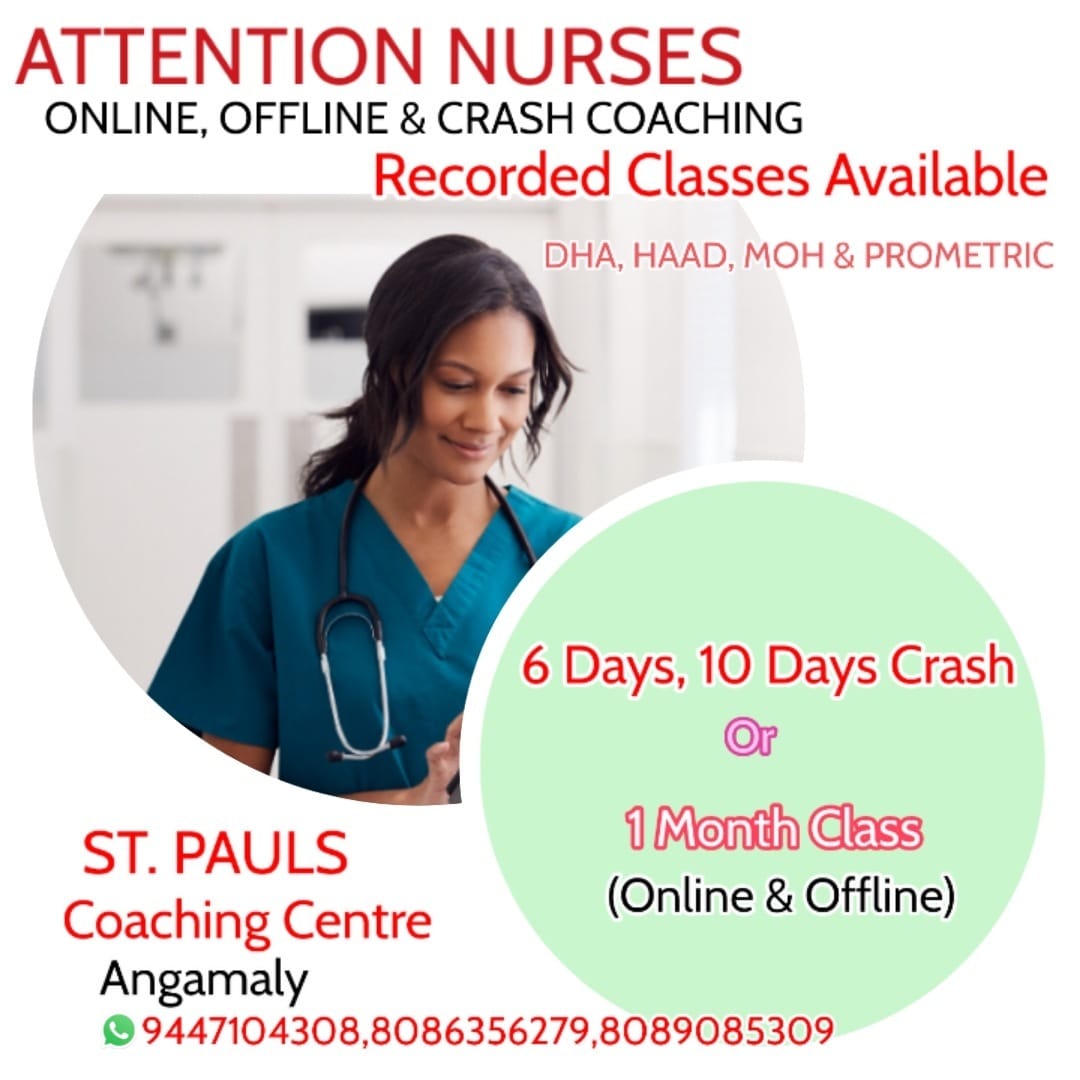 ATTENTION NURSES
ONLINE, OFFLINE & CRASH COACHING
Recorded Classes Available
DHA, HAAD, MOH & PROMETRIC
6 Days, 10 Days Crash
Or
1 Month Class
(Online & Offline)
ST. PAULS
Coaching Centre
Angamaly
9447104308,8086356279,8089085309